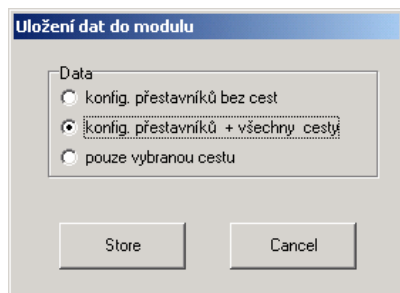 Uložení dat do modulu
Data
konfig. přestavníků bez cest
konfig. přestavníků + všechny cesty
pouze vybranou cestu
Store Cancel